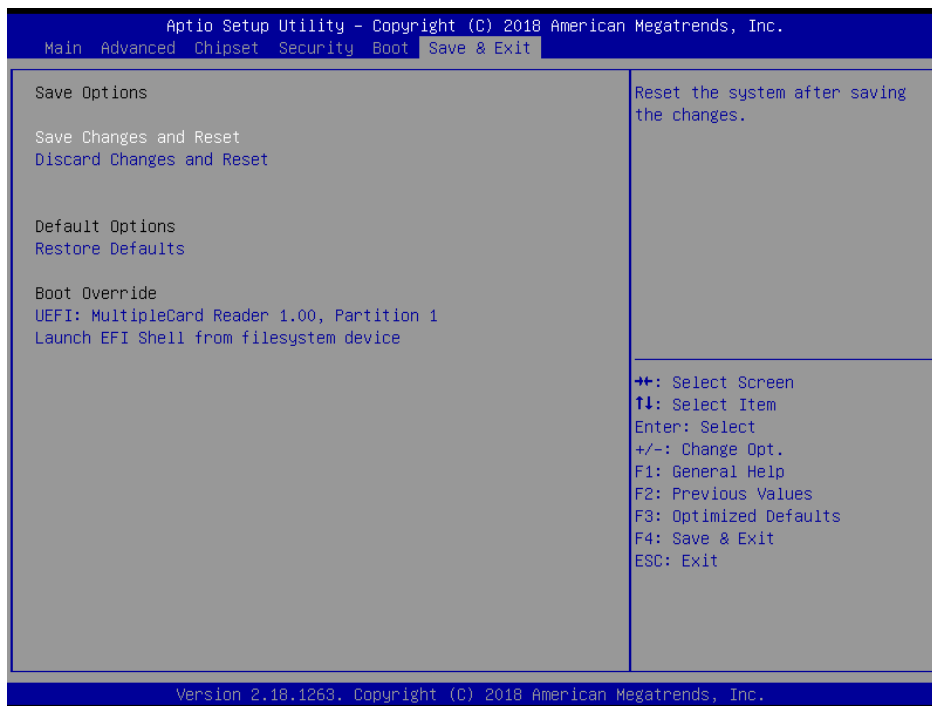 Aptio Setup Utility – Copyright (C) 2018 American Megatrends, Inc.
Main Advanced Chipset Security Boot Save & Exit
Save Options
Save Changes and Reset
Discard Changes and Reset
Default Options
Restore Defaults
Boot Override
UEFI: MultipleCard Reader 1.00, Partition 1
Launch EFI Shell from filesystem device
Reset the system after saving
the changes.
→←: Select Screen
↑↓: Select Item
Enter: Select
+/-: Change Opt.
F1: General Help
F2: Previous Values
F3: Optimized Defaults
F4: Save & Exit
ESC: Exit
Version 2.18.1263. Copyright (C) 2018 American Megatrends, Inc.